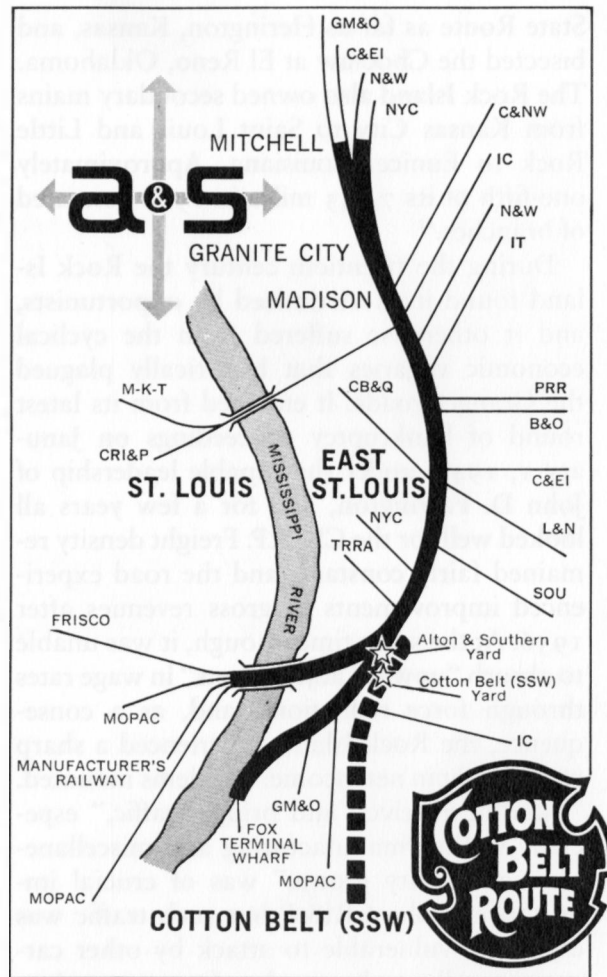 GM&O
C&EI
N&W
NYC
C&NW
MITCHELL
IC
a&s
N&W
GRANITE CITY
IT
MADISON
M-K-T
CB&Q
PRR
B&O
CRI&P
MISSISSIPPI
RIVER
EAST
ST. LOUIS
ST. LOUIS
C&EI
NYC
L&N
TRRA
SOU
FRISCO
Alton & Southern
Yard
Cotton Belt (SSW)
Yard
MOPAC
IC
MANUFACTURER'S
RAILWAY
GM&O
FOX
TERMINAL
WHARF
MOPAC
MOPAC
COTTON BELT (SSW)
COTTON
BELT
ROUTE